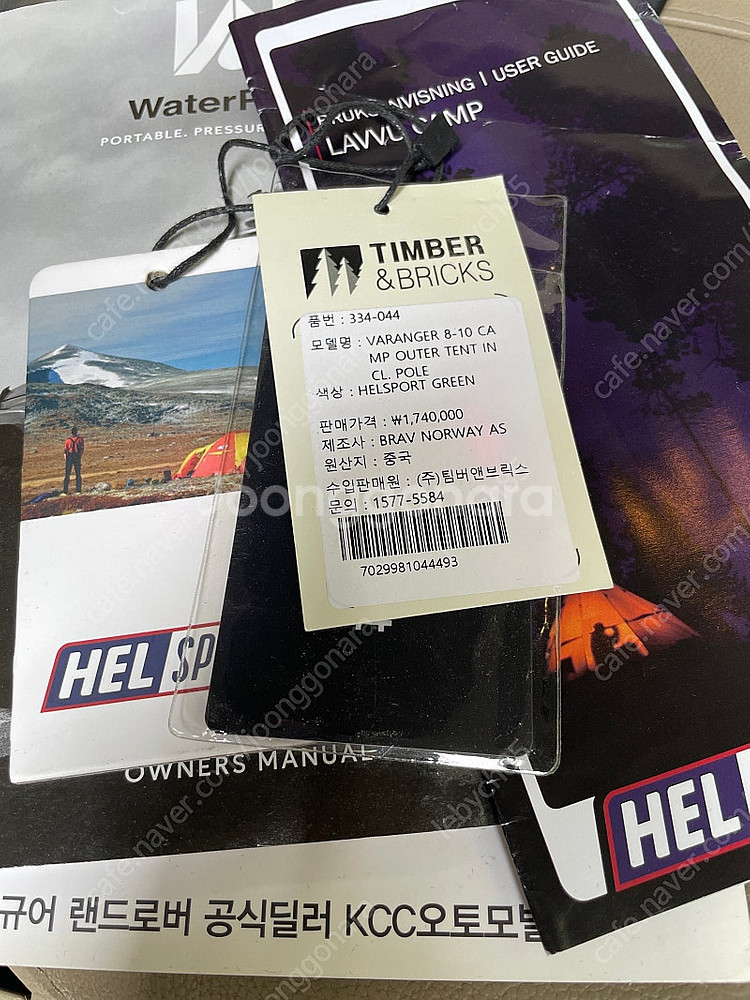 WaterP
PORTABLE. PRESSUR
BRUKSANVISNING | USER GUIDE
LAVVU CAMP
TIMBER
&BRICKS
품번 : 334-044
모델명 : VARANGER 8-10 CA
MP OUTER TENT IN
CL. POLE
색상 : HELSPORT GREEN
판매가격 : ₩1,740,000
제조사 : BRAV NORWAY AS
원산지 : 중국
수입판매원 : (주)팀버앤브릭스
문의 : 1577-5584
7029981044493
HELSP
OWNERS MANUAL
HEL
규어 랜드로버 공식딜러 KCC오토모빌
joonggonara
cafe.naver.com/joonggonara
lebych85